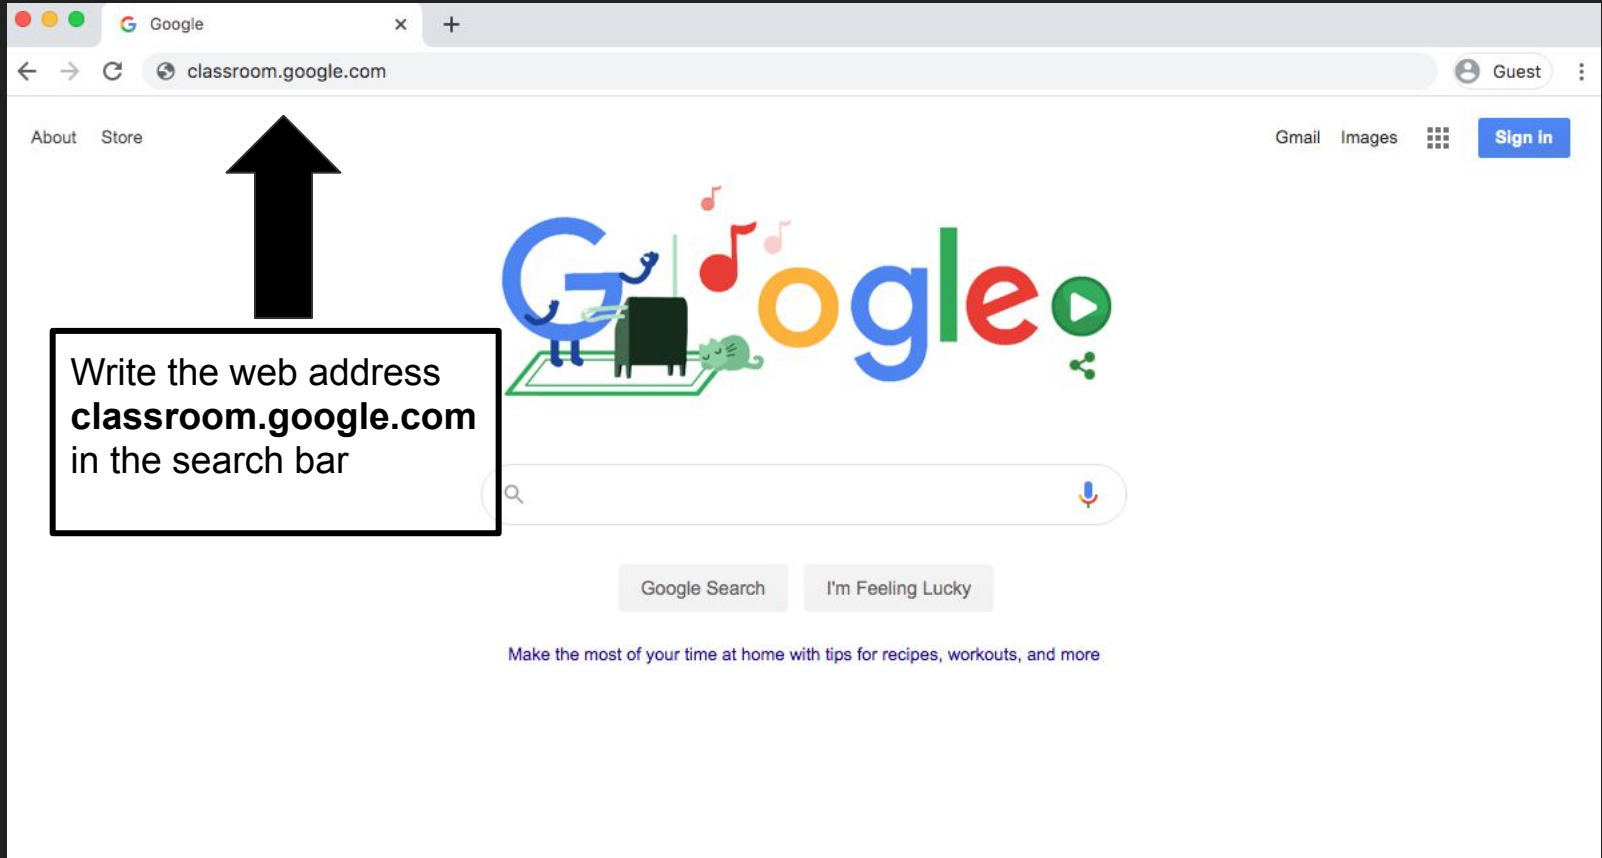 Google
classroom.google.com
Guest
About Store
Gmail Images Sign in
Google
Write the web address
classroom.google.com
in the search bar
Google Search I'm Feeling Lucky
Make the most of your time at home with tips for recipes, workouts, and more